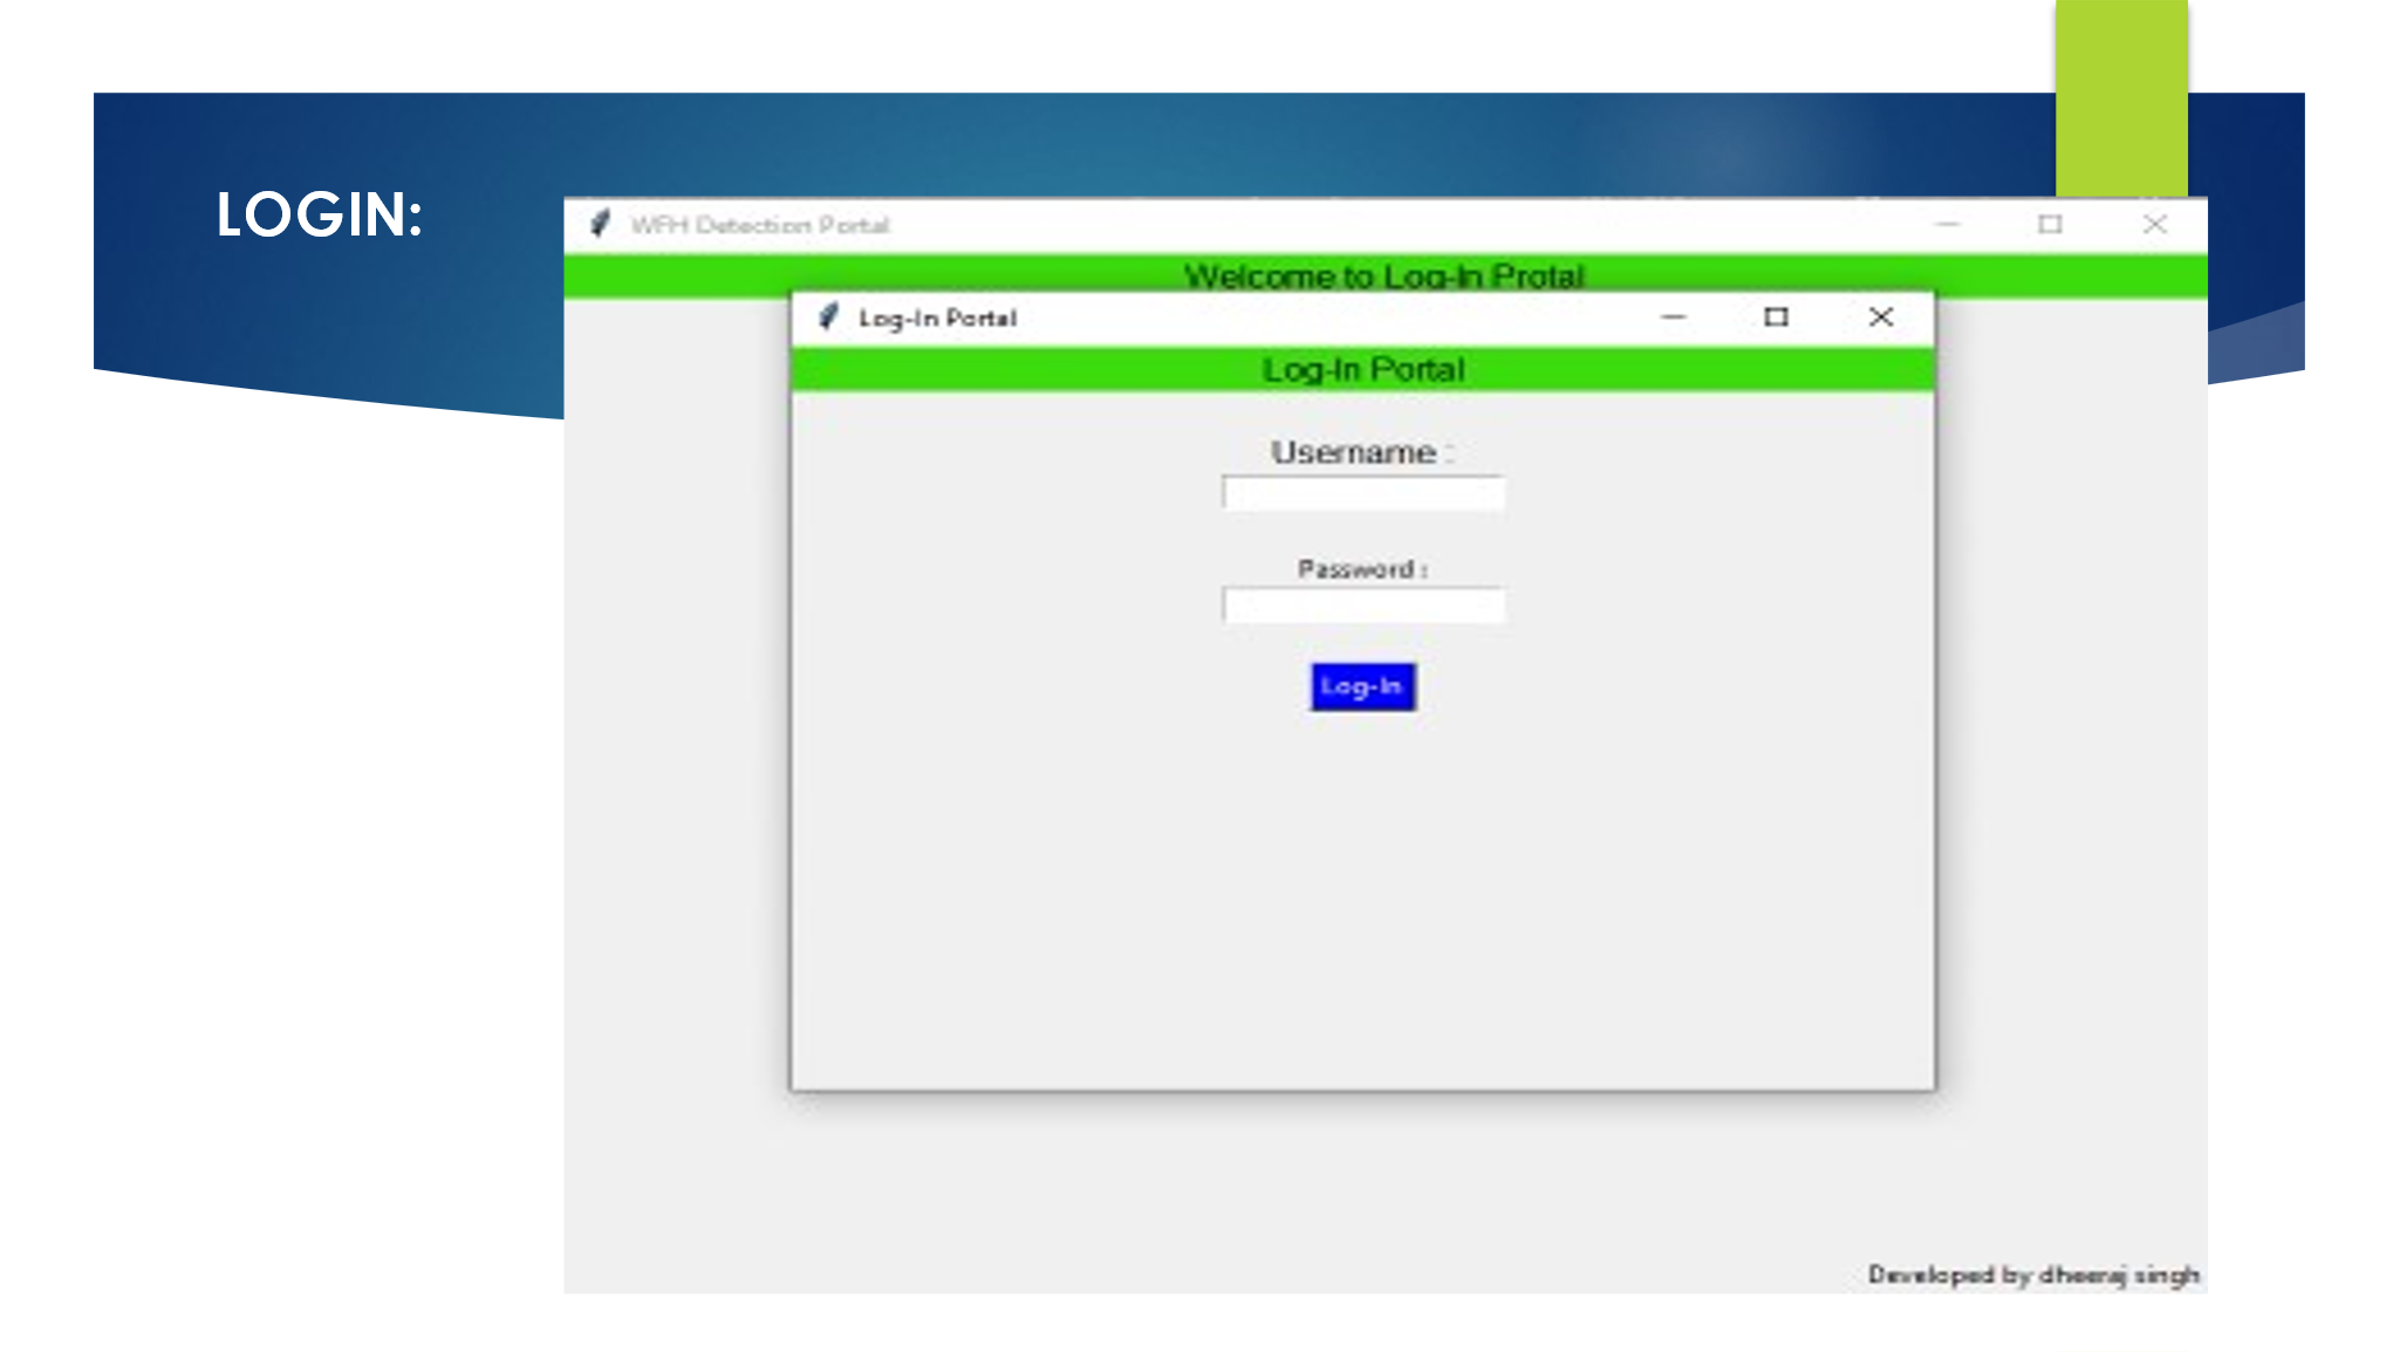 LOGIN:
WFH Detection Portal
Welcome to Log-In Protal
Log-In Portal
Log-In Portal
Username :
Password :
Log-In
Developed by dheeraj singh